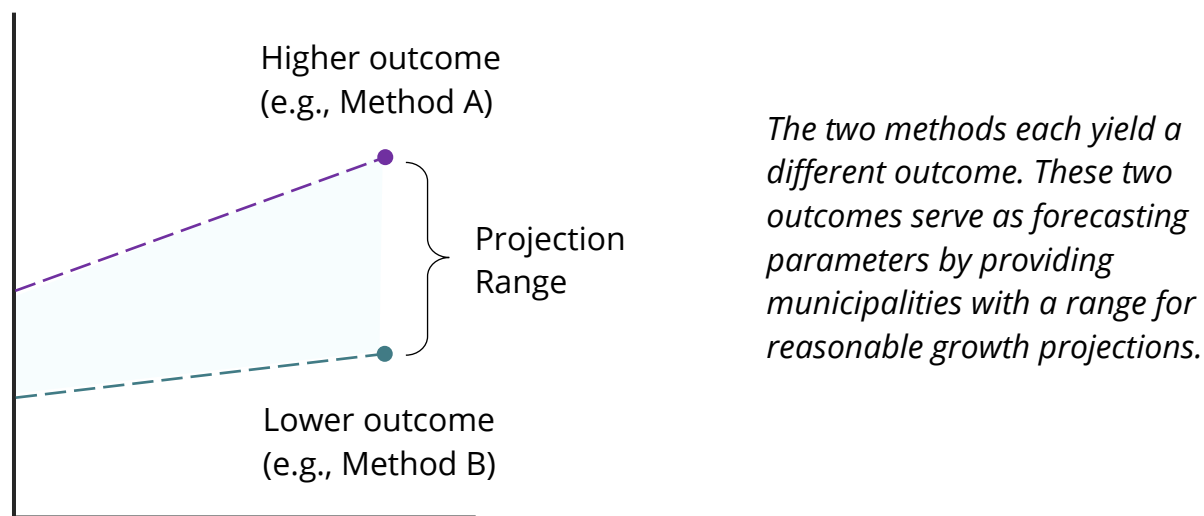 Higher outcome
(e.g., Method A)
Projection
Range
Lower outcome
(e.g., Method B)
The two methods each yield a
different outcome. These two
outcomes serve as forecasting
parameters by providing
municipalities with a range for
reasonable growth projections.